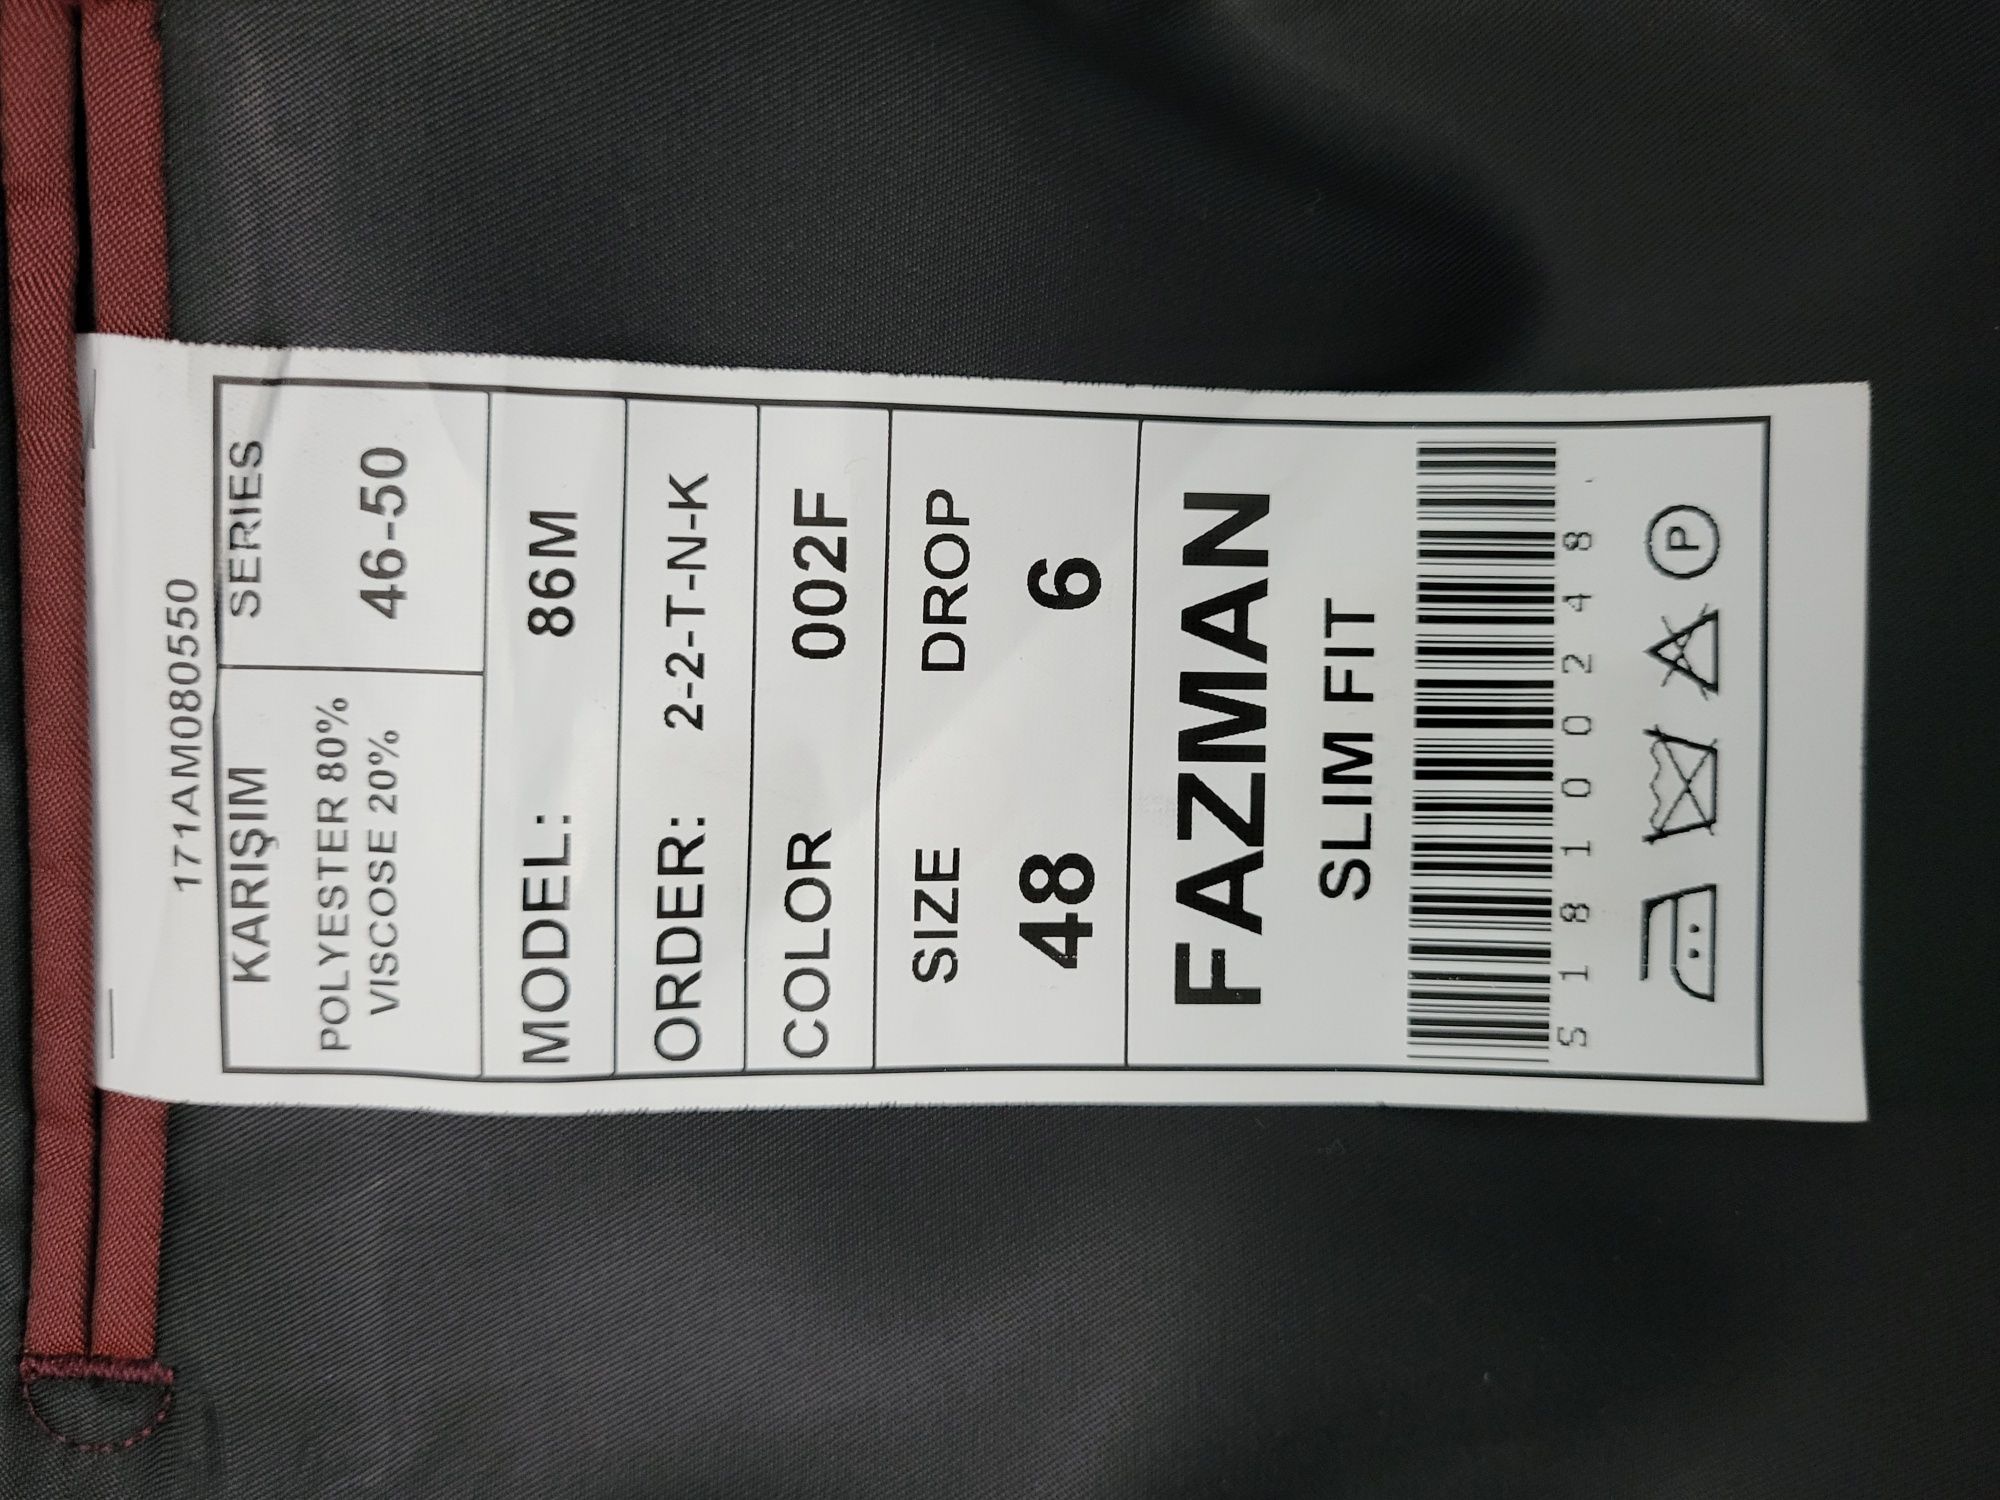 171AM080550
KARIŞIM SERIES
POLYESTER 80%
VISCOSE 20%
46-50
MODEL: 86M
ORDER: 2-2-T-N-K
COLOR 002F
SIZE DROP
48 6
FAZMAN
SLIM FIT
S18100248
P